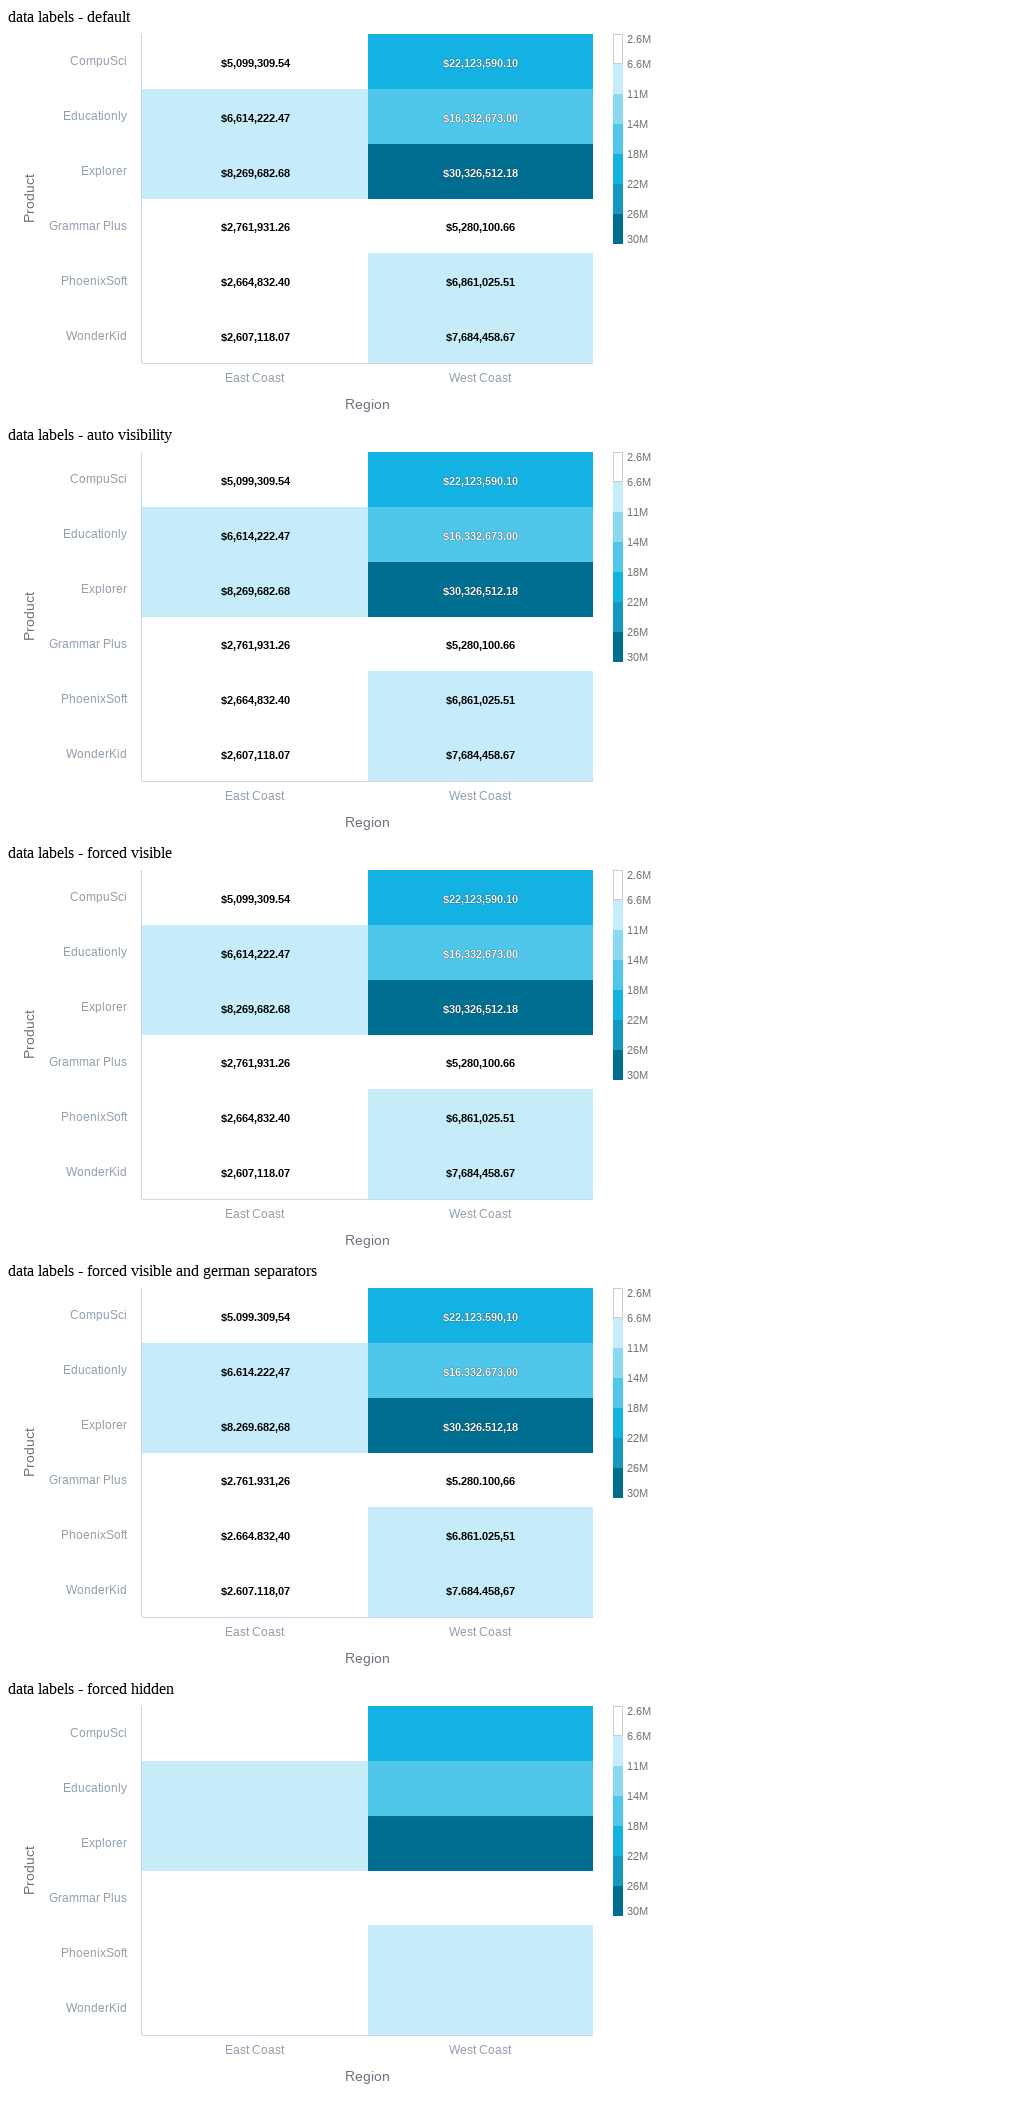 data labels - default
2.6M
CompuSci $5,099,309.54 $22,123,590.10
6.6M
11M
Educationly $6,614,222.47 $16,332,673.00
14M
18M
Explorer $8,269,682.68 $30,326,512.18
22M
Product
26M
Grammar Plus $2,761,931.26 $5,280,100.66
30M
PhoenixSoft $2,664,832.40 $6,861,025.51
WonderKid $2,607,118.07 $7,684,458.67
East Coast West Coast
Region
data labels - auto visibility
2.6M
CompuSci $5,099,309.54 $22,123,590.10
6.6M
11M
Educationly $6,614,222.47 $16,332,673.00
14M
18M
Explorer $8,269,682.68 $30,326,512.18
22M
Product
26M
Grammar Plus $2,761,931.26 $5,280,100.66
30M
PhoenixSoft $2,664,832.40 $6,861,025.51
WonderKid $2,607,118.07 $7,684,458.67
East Coast West Coast
Region
data labels - forced visible
2.6M
CompuSci $5,099,309.54 $22,123,590.10
6.6M
11M
Educationly $6,614,222.47 $16,332,673.00
14M
18M
Explorer $8,269,682.68 $30,326,512.18
22M
Product
26M
Grammar Plus $2,761,931.26 $5,280,100.66
30M
PhoenixSoft $2,664,832.40 $6,861,025.51
WonderKid $2,607,118.07 $7,684,458.67
East Coast West Coast
Region
data labels - forced visible and german separators
2.6M
CompuSci $5.099.309,54 $22.123.590,10
6.6M
11M
Educationly $6.614.222,47 $16.332.673,00
14M
18M
Explorer $8.269.682,68 $30.326.512,18
22M
Product
26M
Grammar Plus $2.761.931,26 $5.280.100,66
30M
PhoenixSoft $2.664.832,40 $6.861.025,51
WonderKid $2.607.118,07 $7.684.458,67
East Coast West Coast
Region
data labels - forced hidden
2.6M
CompuSci
6.6M
11M
Educationly
14M
18M
Explorer
22M
Product
26M
Grammar Plus
30M
PhoenixSoft
WonderKid
East Coast West Coast
Region